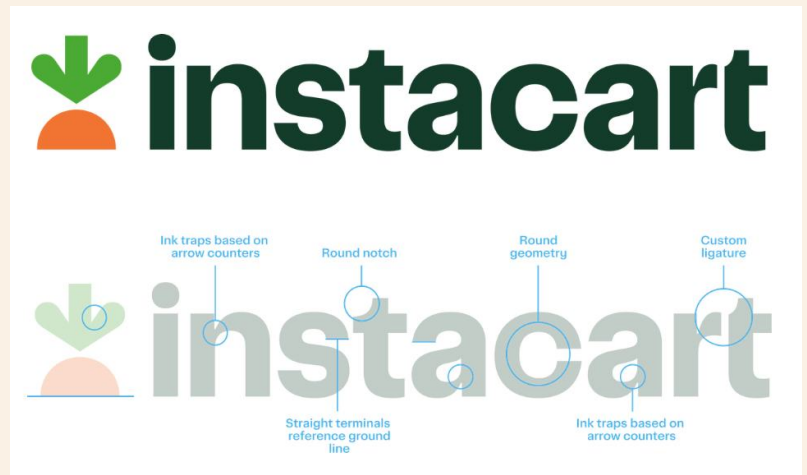 instacart
Ink traps based on
arrow counters
Round notch
Round
geometry
Custom
ligature
instacart
Straight terminals
reference ground
line
Ink traps based on
arrow counters